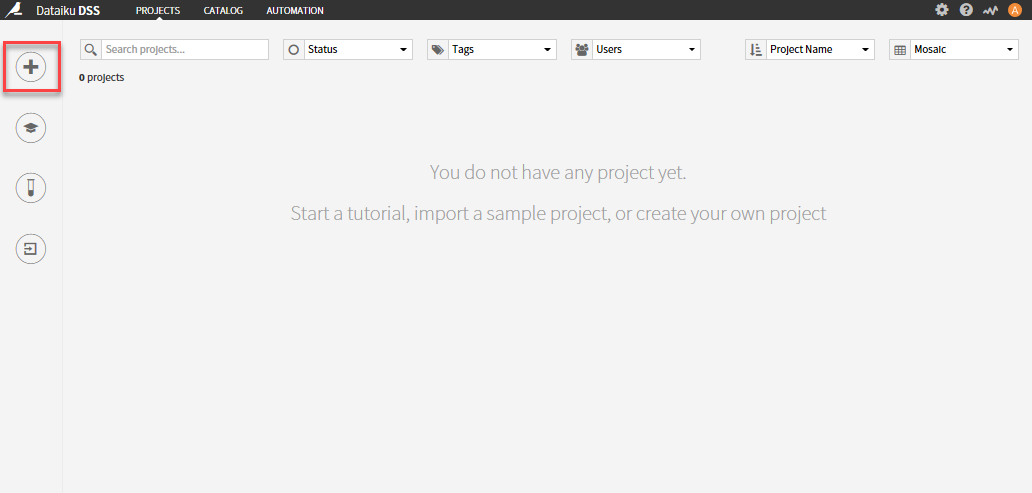 Dataiku DSS PROJECTS CATALOG AUTOMATION A
Search projects... Status Tags Users Project Name Mosaic
0 projects
You do not have any project yet.
Start a tutorial, import a sample project, or create your own project